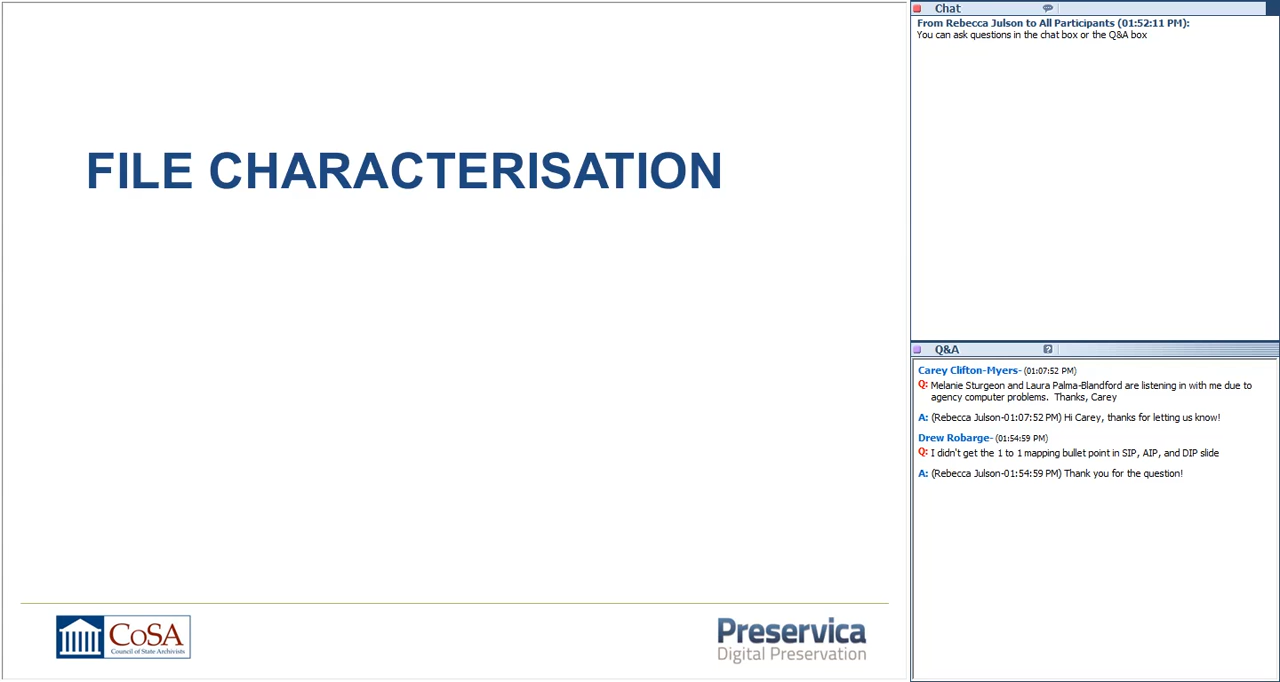 FILE CHARACTERISATION
CoSA
Council of State Archivists
Preservica
Digital Preservation
Chat
From Rebecca Julson to All Participants (01:52:11 PM):
You can ask questions in the chat box or the Q&A box
Q&A
Carey Clifton-Myers- (01:07:52 PM)
Q: Melanie Sturgeon and Laura Palma-Blandford are listening in with me due to
agency computer problems.  Thanks, Carey
A: (Rebecca Julson-01:07:52 PM) Hi Carey, thanks for letting us know!
Drew Robarge- (01:54:59 PM)
Q: I didn't get the 1 to 1 mapping bullet point in SIP, AIP, and DIP slide
A: (Rebecca Julson-01:54:59 PM) Thank you for the question!